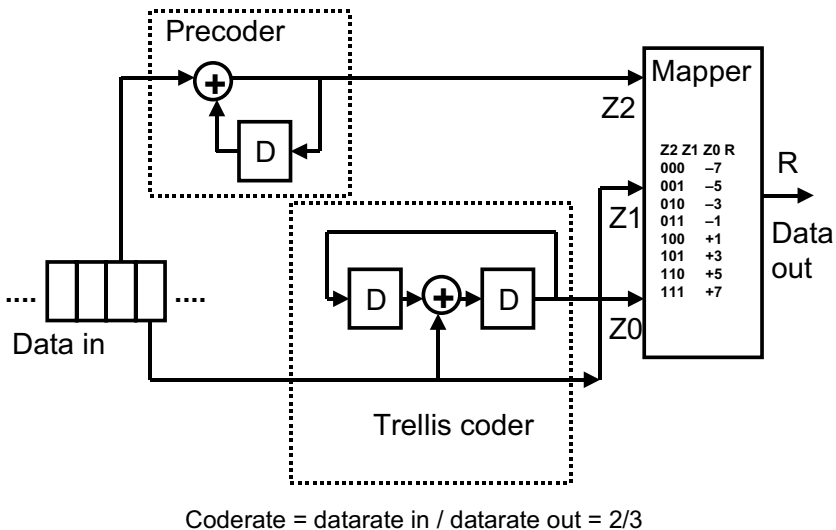 Precoder
+
D
Mapper
Z2
Z2 Z1 Z0 R
000 –7
001 –5
010 –3
011 –1
100 +1
101 +3
110 +5
111 +7
R
Data
out
Z1
D
+
D
Z0
....
....
Data in
Trellis coder
Coderate = datarate in / datarate out = 2/3